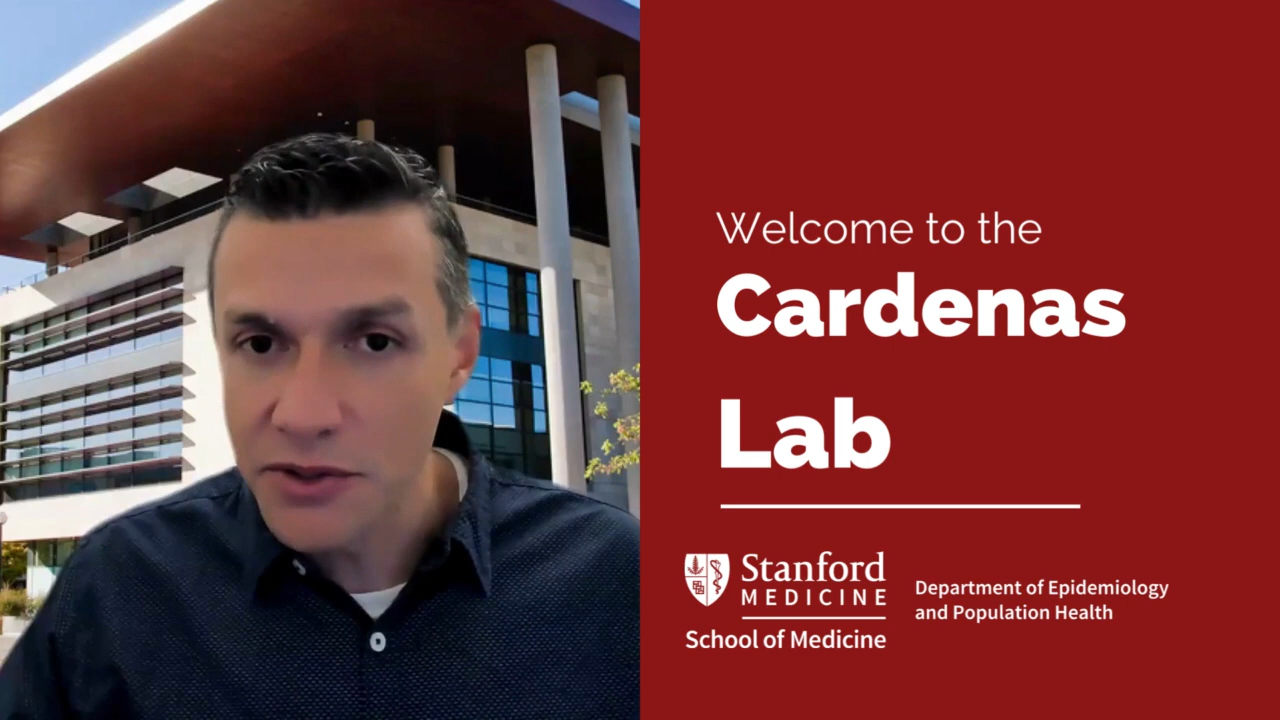 Welcome to the
Cardenas
Lab
Stanford
MEDICINE
School of Medicine
Department of Epidemiology
and Population Health